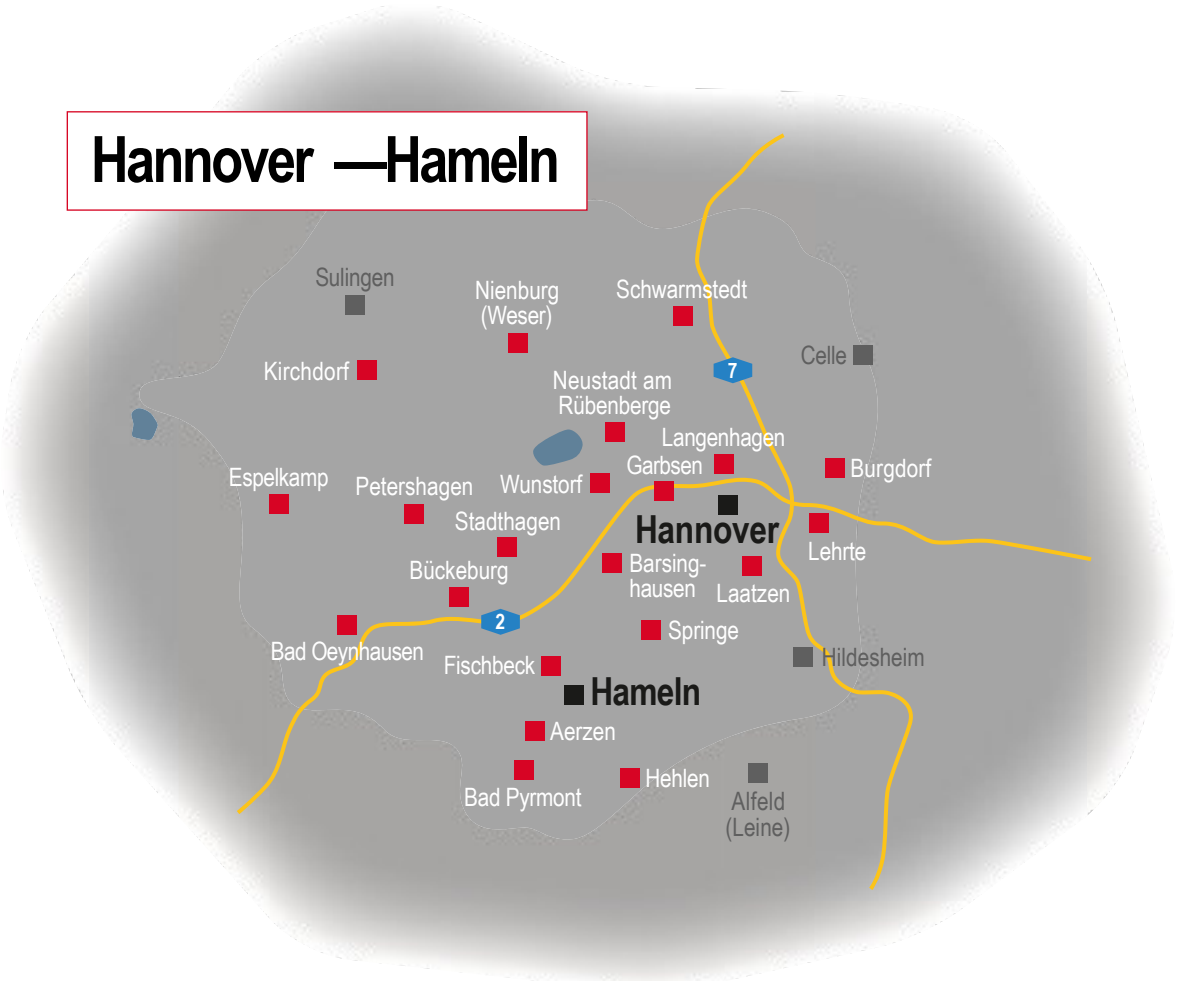 Hannover — Hameln
Sulingen
Nienburg
(Weser)
Schwarmstedt
Celle
Kirchdorf
7
Neustadt am
Rübenberge
Langenhagen
Garbsen
Burgdorf
Espelkamp
Petershagen
Wunstorf
Stadthagen
Hannover
Lehrte
Bückeburg
Barsing-
hausen
Laatzen
2
Springe
Bad Oeynhausen
Fischbeck
Hildesheim
Hameln
Aerzen
Bad Pyrmont
Hehlen
Alfeld
(Leine)